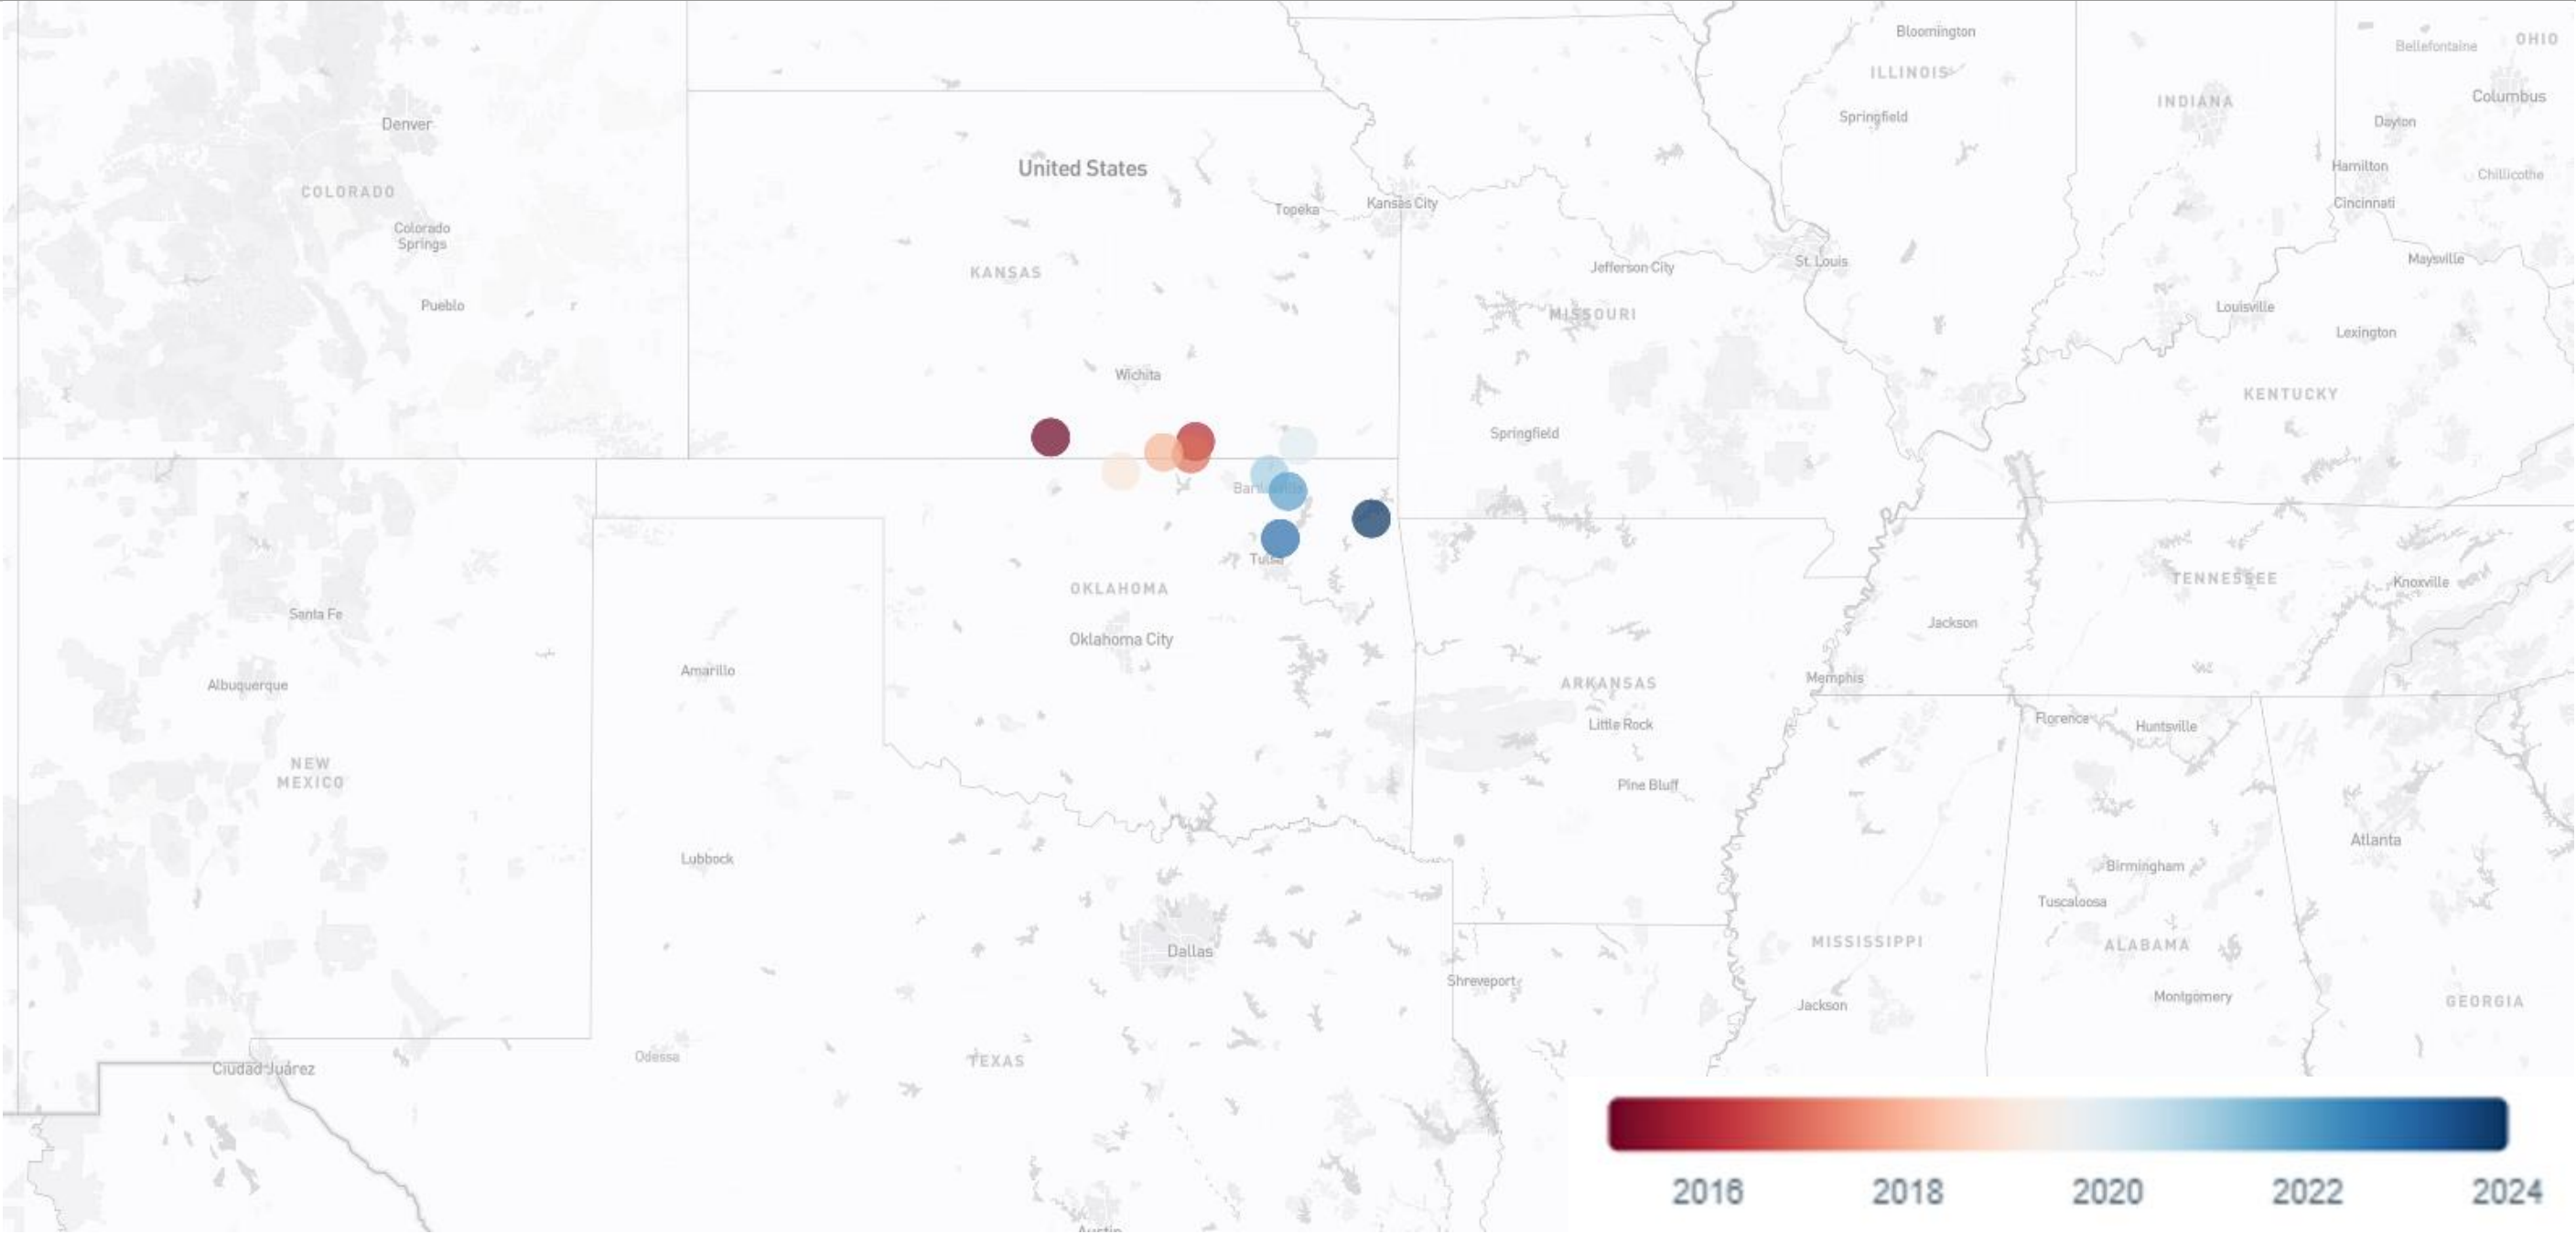 Bloomington
OHIO
Bellefontaine
ILLINOIS
Columbus
INDIANA
Denver
Springfield
Dayton
United States
Hamilton
Chillicothe
COLORADO
Topeka
Kansas City
Cincinnati
Colorado
Springs
Maysville
St. Louis
Jefferson City
KANSAS
Pueblo
Louisville
MISSOURI
Lexington
Wichita
KENTUCKY
Springfield
Tulsa
TENNESSEE
Knoxville
OKLAHOMA
Santa Fe
Jackson
Oklahoma City
Amarillo
Memphis
Albuquerque
ARKANSAS
Florence
Little Rock
Huntsville
NEW
MEXICO
Pine Bluff
Atlanta
Lubbock
Birmingham
Tuscaloosa
MISSISSIPPI
ALABAMA
Dallas
Shreveport
Montgomery
GEORGIA
Jackson
Odessa
TEXAS
Ciudad Juárez
2016
2018
2020
2022
2024